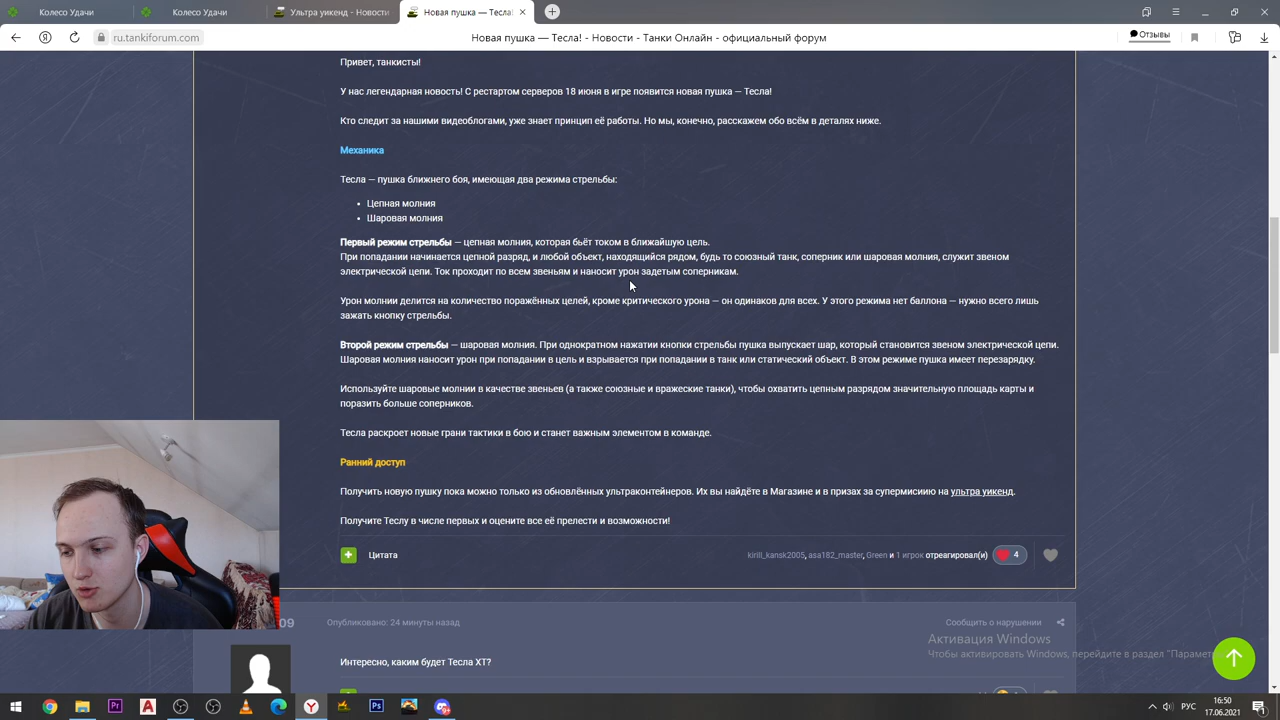 Колесо Удачи
Колесо Удачи
Ультра уикенд - Новости
Новая пушка — Тесла!
ru.tankiforum.com
Новая пушка — Тесла! - Новости - Танки Онлайн - официальный форум
Отзывы
Привет, танкисты!
У нас легендарная новость! С рестартом серверов 18 июня в игре появится новая пушка — Тесла!
Кто следит за нашими видеоблогами, уже знает принцип её работы. Но мы, конечно, расскажем обо всём в деталях ниже.
Механика
Тесла — пушка ближнего боя, имеющая два режима стрельбы:
• Цепная молния
• Шаровая молния
Первый режим стрельбы — цепная молния, которая бьёт током в ближайшую цель.
При попадании начинается цепной разряд, и любой объект, находящийся рядом, будь то союзный танк, соперник или шаровая молния, служит звеном
электрической цепи. Ток проходит по всем звеньям и наносит урон задетым соперникам.
Урон молнии делится на количество поражённых целей, кроме критического урона — он одинаков для всех. У этого режима нет баллона — нужно всего лишь
зажать кнопку стрельбы.
Второй режим стрельбы — шаровая молния. При однократном нажатии кнопки стрельбы пушка выпускает шар, который становится звеном электрической цепи.
Шаровая молния наносит урон при попадании в цель и взрывается при попадании в танк или статический объект. В этом режиме пушка имеет перезарядку.
Используйте шаровые молнии в качестве звеньев (а также союзные и вражеские танки), чтобы охватить цепным разрядом значительную площадь карты и
поразить больше соперников.
Тесла раскроет новые грани тактики в бою и станет важным элементом в команде.
Ранний доступ
Получить новую пушку пока можно только из обновлённых ультраконтейнеров. Их вы найдёте в Магазине и в призах за супермисиию на ультра уикенд.
Получите Теслу в числе первых и оцените все её прелести и возможности!
Цитата
kirill_kansk2005, asa182_master, Green и 1 игрок отреагировал(и)
4
09
Опубликовано: 24 минуты назад
Сообщить о нарушении
Активация Windows
Чтобы активировать Windows, перейдите в раздел "Парамет
Интересно, каким будет Тесла ХТ?
РУС
16:50
17.06.2021